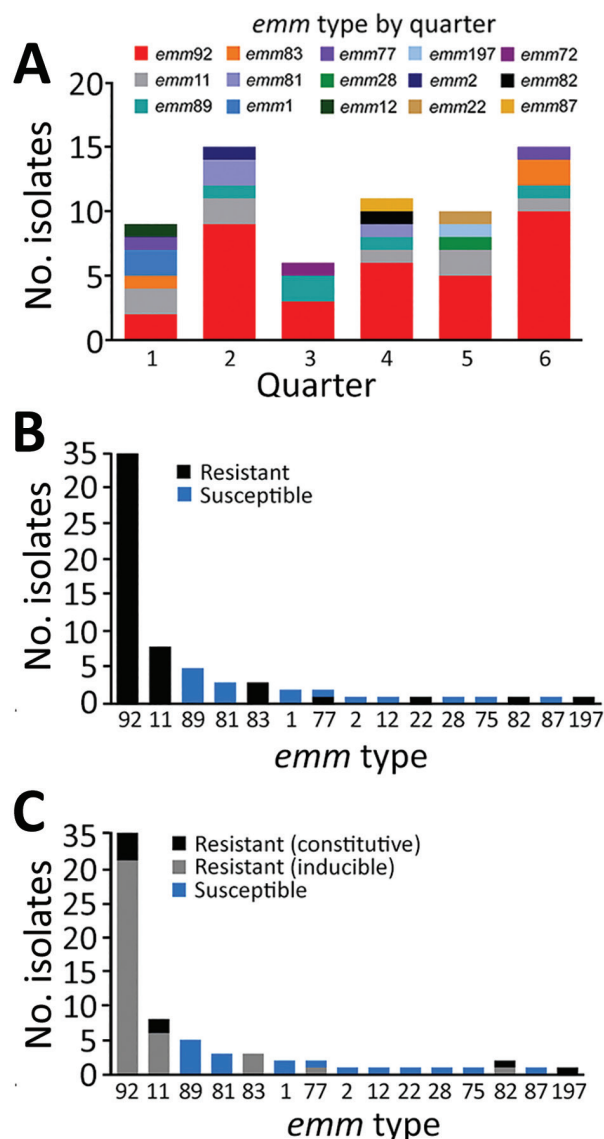 A
emm type by quarter
emm92 emm83 emm77 emm197 emm72
emm11 emm81 emm28 emm2 emm82
emm89 emm1 emm12 emm22 emm87
No. isolates
20
15
10
5
0
1 2 3 4 5 6
Quarter
B
No. isolates
35
20
25
20
15
10
5
0
Resistant
Susceptible
92 11 89 81 83 1 77 2 12 22 28 75 82 87 197
emm type
C
No. isolates
35
20
25
20
15
10
5
0
Resistant (constitutive)
Resistant (inducible)
Susceptible
92 11 89 81 83 1 77 2 12 22 28 75 82 87 197
emm type